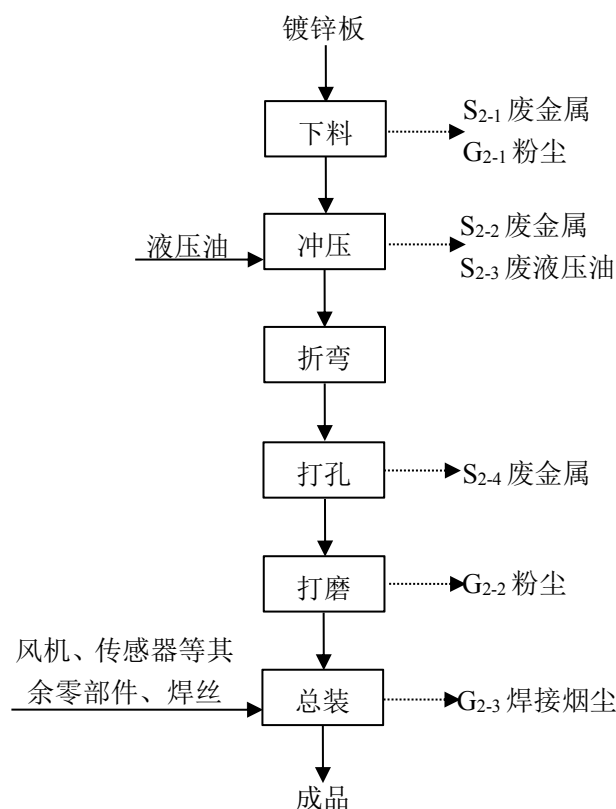 镀锌板
下料
S2-1 废金属
G2-1 粉尘
液压油
冲压
S2-2 废金属
S2-3 废液压油
折弯
打孔
S2-4 废金属
打磨
G2-2 粉尘
风机、传感器等其
余零部件、焊丝
总装
G2-3 焊接烟尘
成品